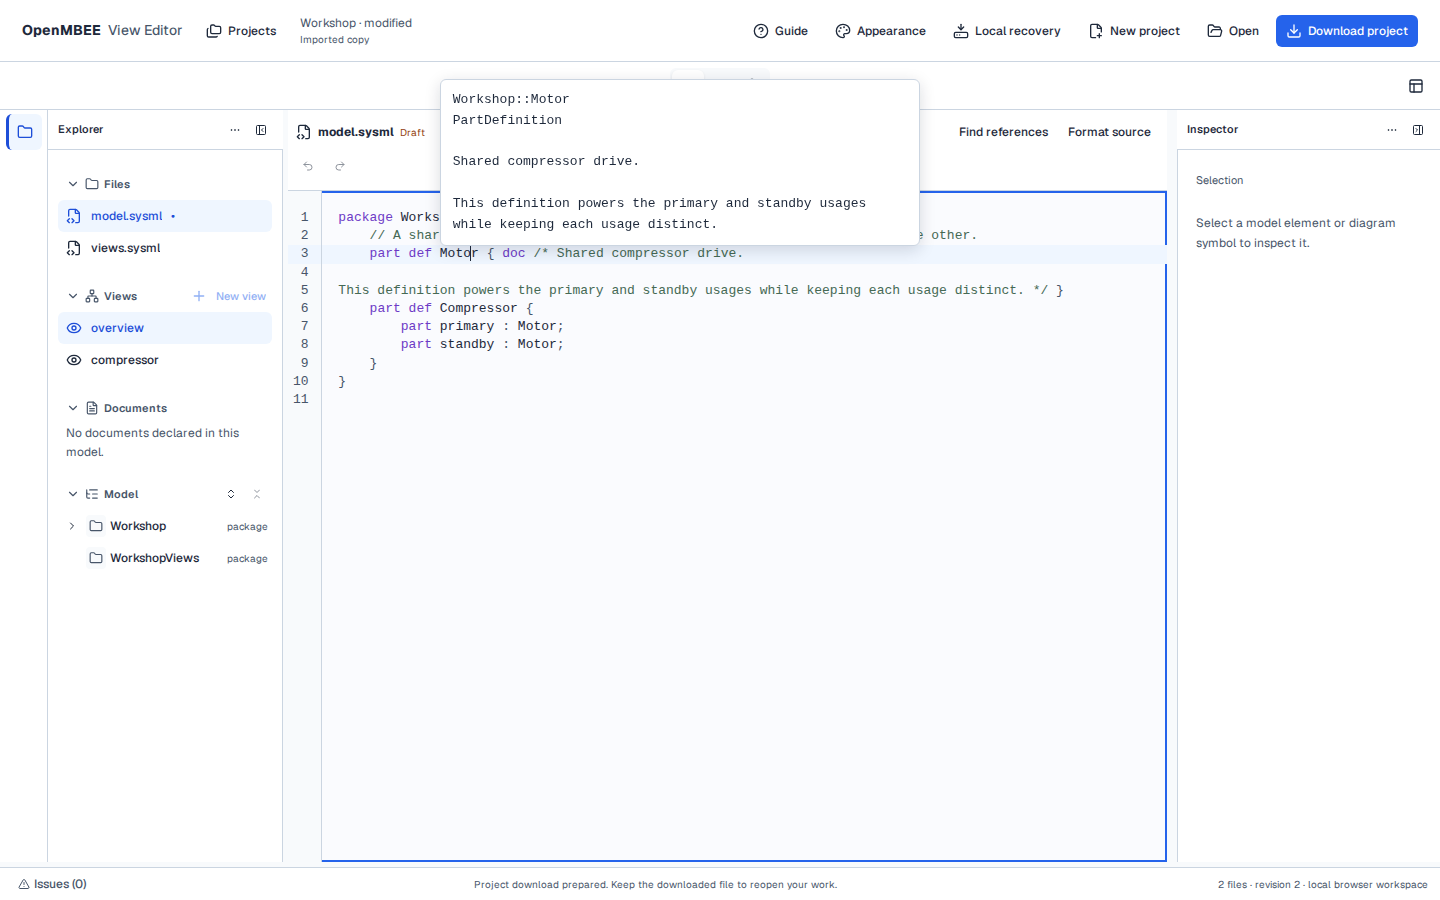 OpenMBEE View Editor
Projects
Workshop · modified
Imported copy
Guide
Appearance
Local recovery
New project
Open
Download project
Explorer
Files
model.sysml •
views.sysml
Views
New view
overview
compressor
Documents
No documents declared in this
model.
Model
Workshop package
WorkshopViews package
model.sysml Draft
Find references
Format source
Workshop::Motor
PartDefinition
Shared compressor drive.
This definition powers the primary and standby usages
while keeping each usage distinct.
1 package Works
2 // A shar e other.
3 part def Motor { doc /* Shared compressor drive.
4
5 This definition powers the primary and standby usages while keeping each usage distinct. */ }
6 part def Compressor {
7 part primary : Motor;
8 part standby : Motor;
9 }
10 }
11
Inspector
Selection
Select a model element or diagram
symbol to inspect it.
Issues (0)
Project download prepared. Keep the downloaded file to reopen your work.
2 files · revision 2 · local browser workspace